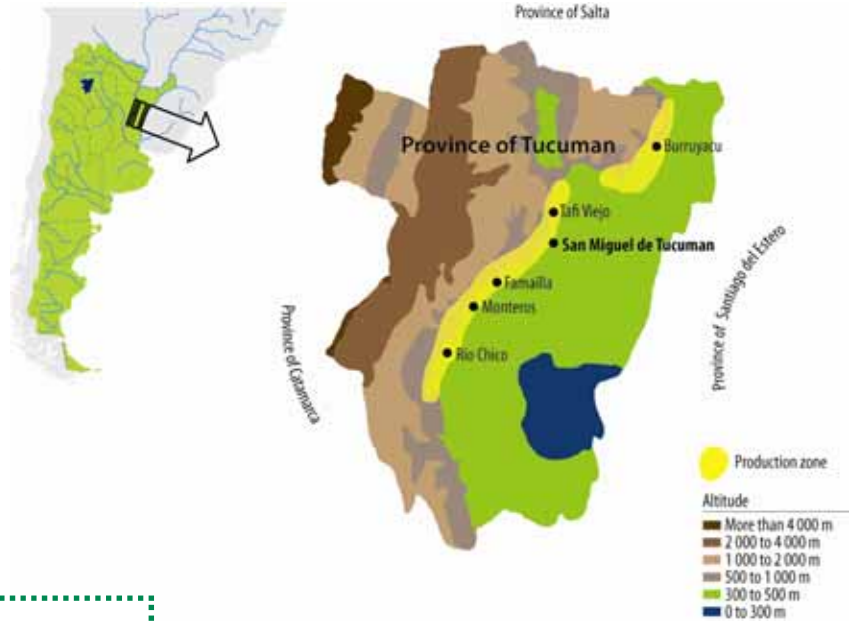 Province of Salta
Province of Tucuman
Burruyacu
Tafi Viejo
San Miguel de Tucuman
Famailla
Monteros
Rio Chico
Province of Catamarca
Province of Santiago del Estero
Production zone
Altitude
More than 4 000 m
2 000 to 4 000 m
1 000 to 2 000 m
500 to 1 000 m
300 to 500 m
0 to 300 m